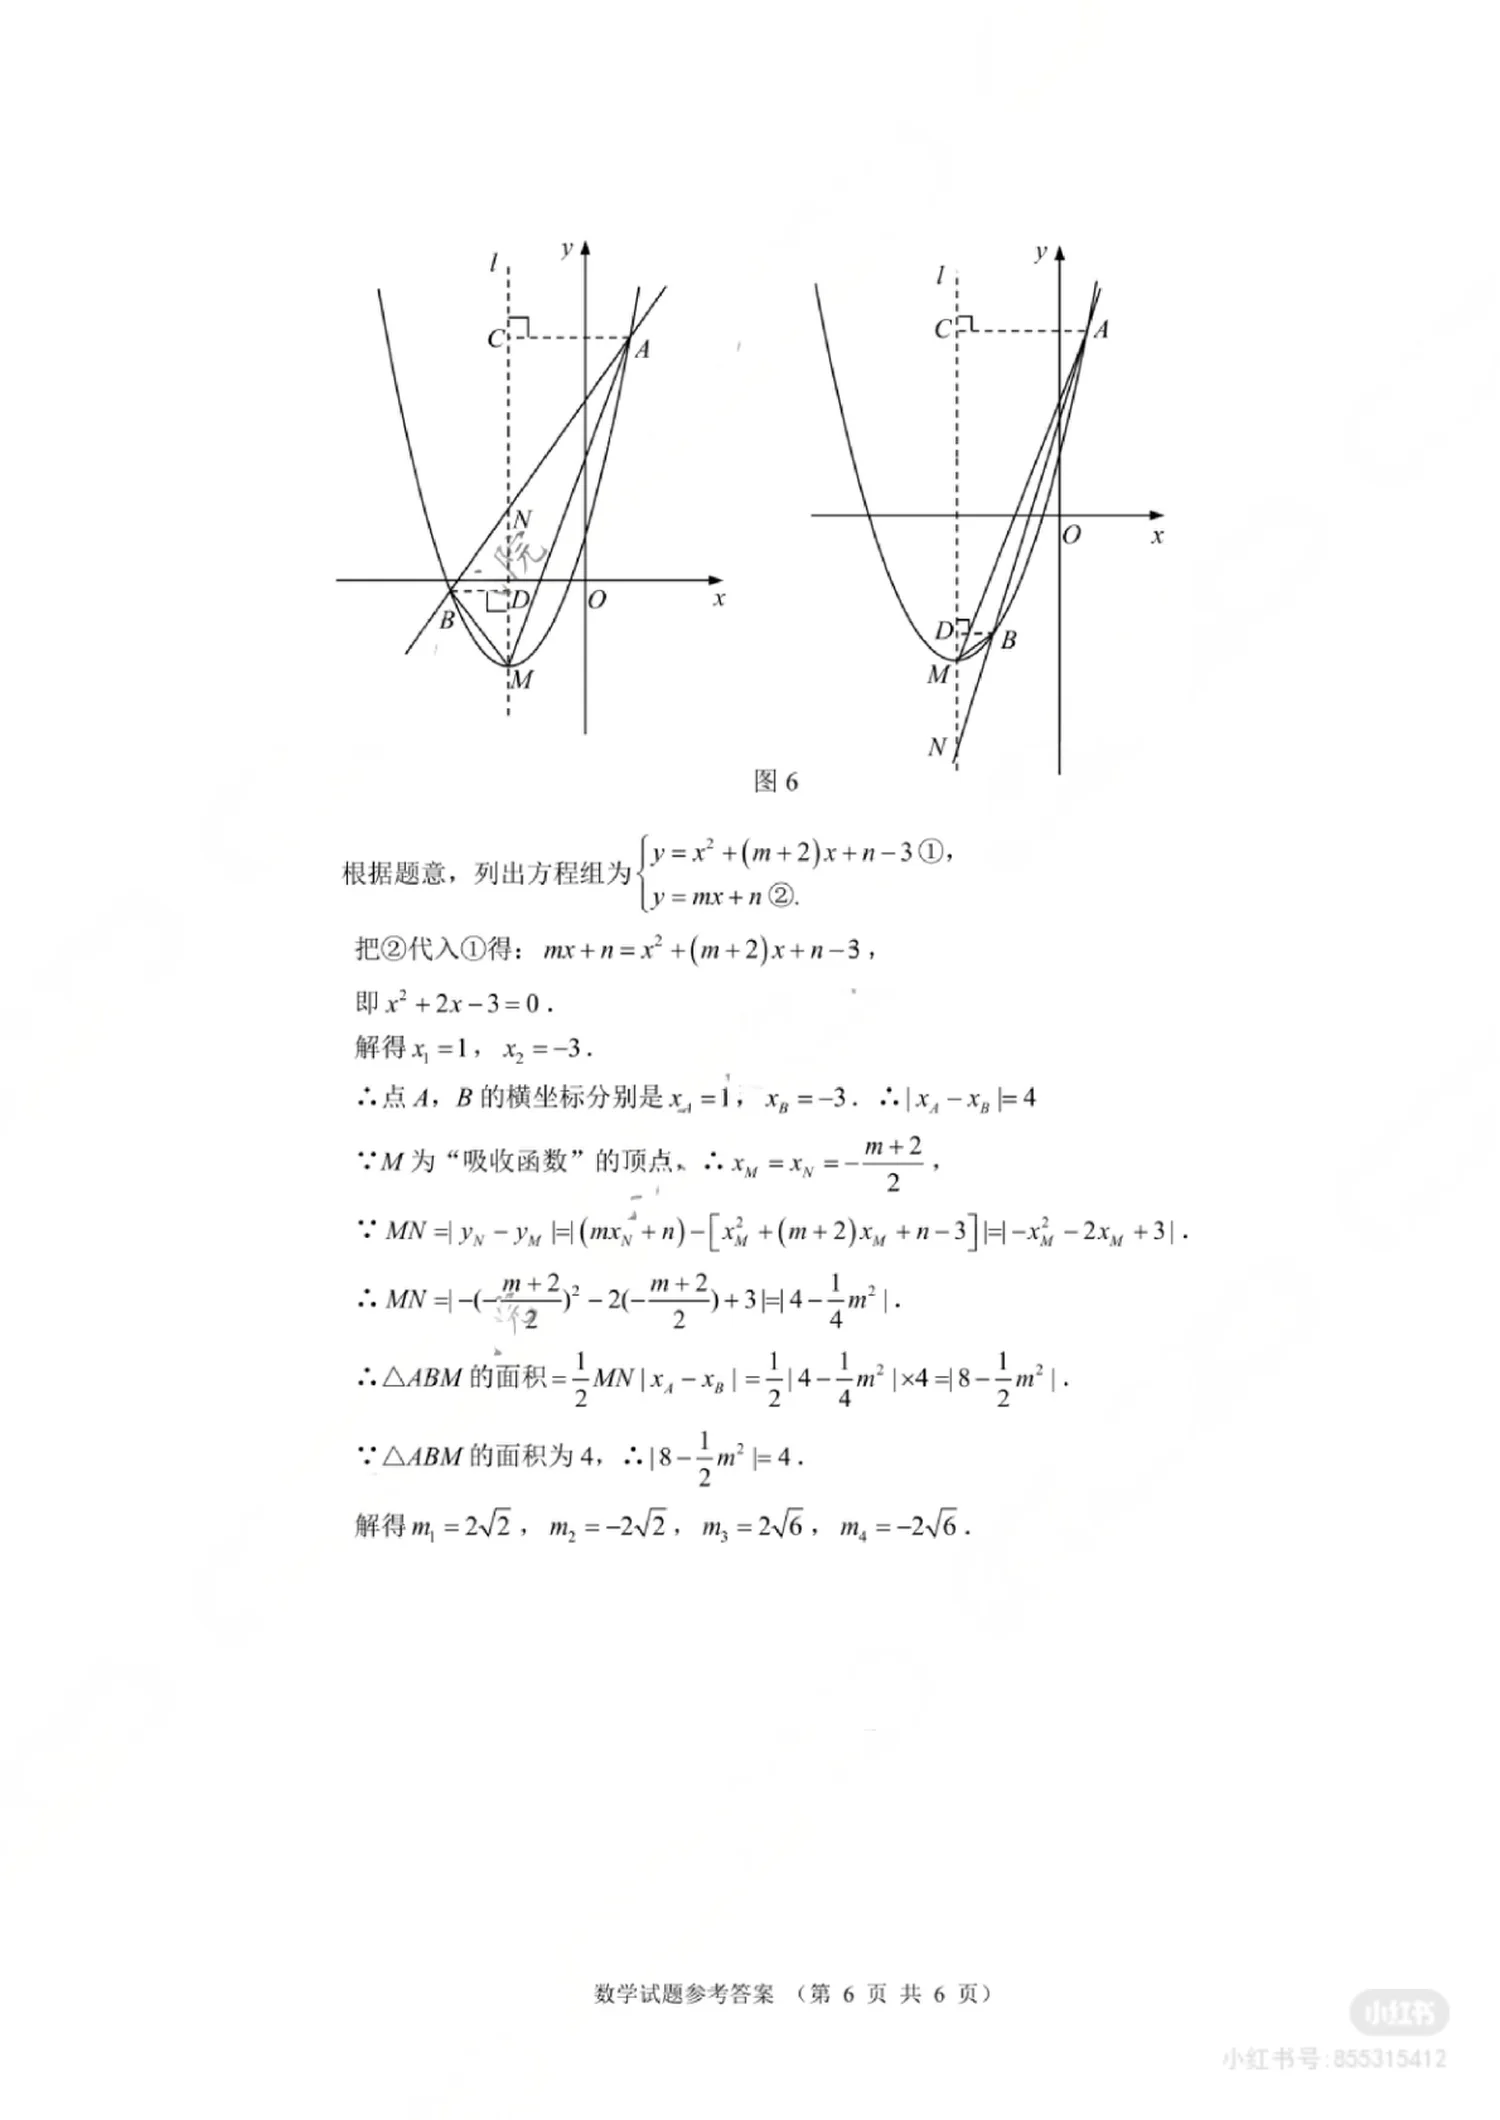 l y
C A
N
院
B D O x
M
l y
C A
O x
D B
M
N
图 6
根据题意，列出方程组为 { y = x² + (m + 2)x + n − 3 ①，
y = mx + n ②.
把②代入①得： mx + n = x² + (m + 2)x + n − 3 ，
即 x² + 2x − 3 = 0 ．
解得 x₁ = 1， x₂ = −3 ．
∴点 A，B 的横坐标分别是 x_A = 1， x_B = −3 ．∴| x_A − x_B |= 4
∵M 为“吸收函数”的顶点、∴ x_M = x_N = −(m + 2)/2 ，
∵ MN =| y_N − y_M |=| (mx_N + n) − [x_M² + (m + 2)x_M + n − 3] |=| −x_M² − 2x_M + 3 | .
∴ MN =| −(−(m + 2)/2)² − 2(−(m + 2)/2) + 3 |=| 4 − 1/4 m² | .
∴△ABM 的面积 = 1/2 MN | x_A − x_B | = 1/2 | 4 − 1/4 m² | ×4 =| 8 − 1/2 m² | .
∵△ABM 的面积为 4，∴| 8 − 1/2 m² |= 4 .
解得 m₁ = 2√2 ， m₂ = −2√2 ， m₃ = 2√6 ， m₄ = −2√6 .
数学试题参考答案 （第 6 页 共 6 页）
小红书
小红书号:855315412